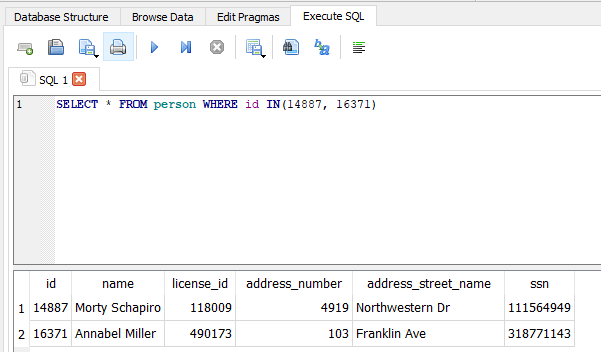 Database Structure Browse Data Edit Pragmas Execute SQL
SQL 1
1 SELECT * FROM person WHERE id IN(14887, 16371)
id name license_id address_number address_street_name ssn
1 14887 Morty Schapiro 118009 4919 Northwestern Dr 111564949
2 16371 Annabel Miller 490173 103 Franklin Ave 318771143